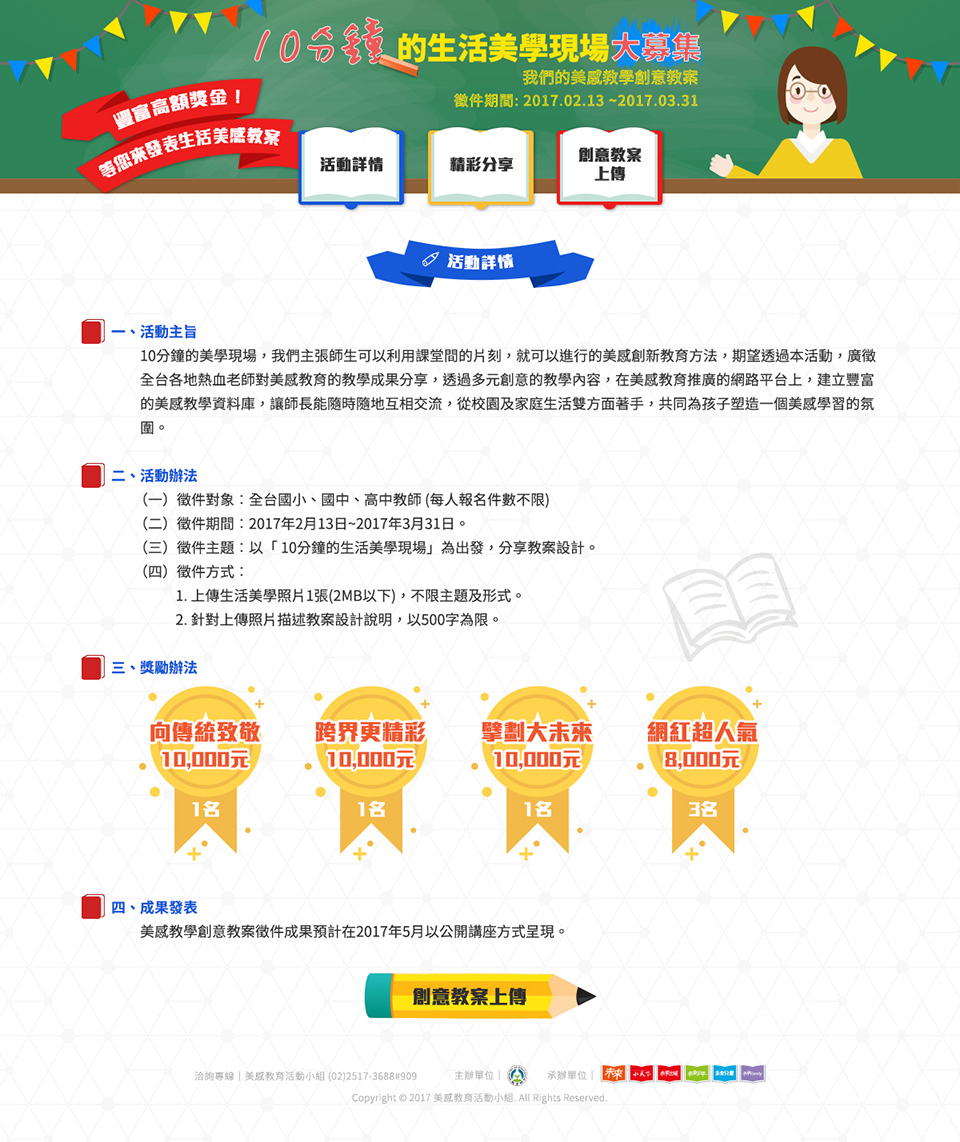 10分鐘的生活美學現場大募集
我們的美感教學創意教案
徵件期間: 2017.02.13 ~2017.03.31
豐富高額獎金！
等您來發表生活美感教案
活動詳情
精彩分享
創意教案
上傳
活動詳情
一、活動主旨
10分鐘的美學現場，我們主張師生可以利用課堂間的片刻，就可以進行的美感創新教育方法，期望透過本活動，廣徵
全台各地熱血老師對美感教育的教學成果分享，透過多元創意的教學內容，在美感教育推廣的網路平台上，建立豐富
的美感教學資料庫，讓師長能隨時隨地互相交流，從校園及家庭生活雙方面著手，共同為孩子塑造一個美感學習的氛
圍。
二、活動辦法
（一）徵件對象：全台國小、國中、高中教師 (每人報名件數不限)
（二）徵件期間：2017年2月13日~2017年3月31日。
（三）徵件主題：以「 10分鐘的生活美學現場」為出發，分享教案設計。
（四）徵件方式：
1. 上傳生活美學照片1張(2MB以下)，不限主題及形式。
2. 針對上傳照片描述教案設計說明，以500字為限。
三、獎勵辦法
向傳統致敬
10,000元
1名
跨界更精彩
10,000元
1名
擘劃大未來
10,000元
1名
網紅超人氣
8,000元
3名
四、成果發表
美感教學創意教案徵件成果預計在2017年5月以公開講座方式呈現。
創意教案上傳
洽詢專線｜美感教育活動小組 (02)2517-3688#909
主辦單位｜
承辦單位｜
未來
小天下
Copyright © 2017 美感教育活動小組. All Rights Reserved.